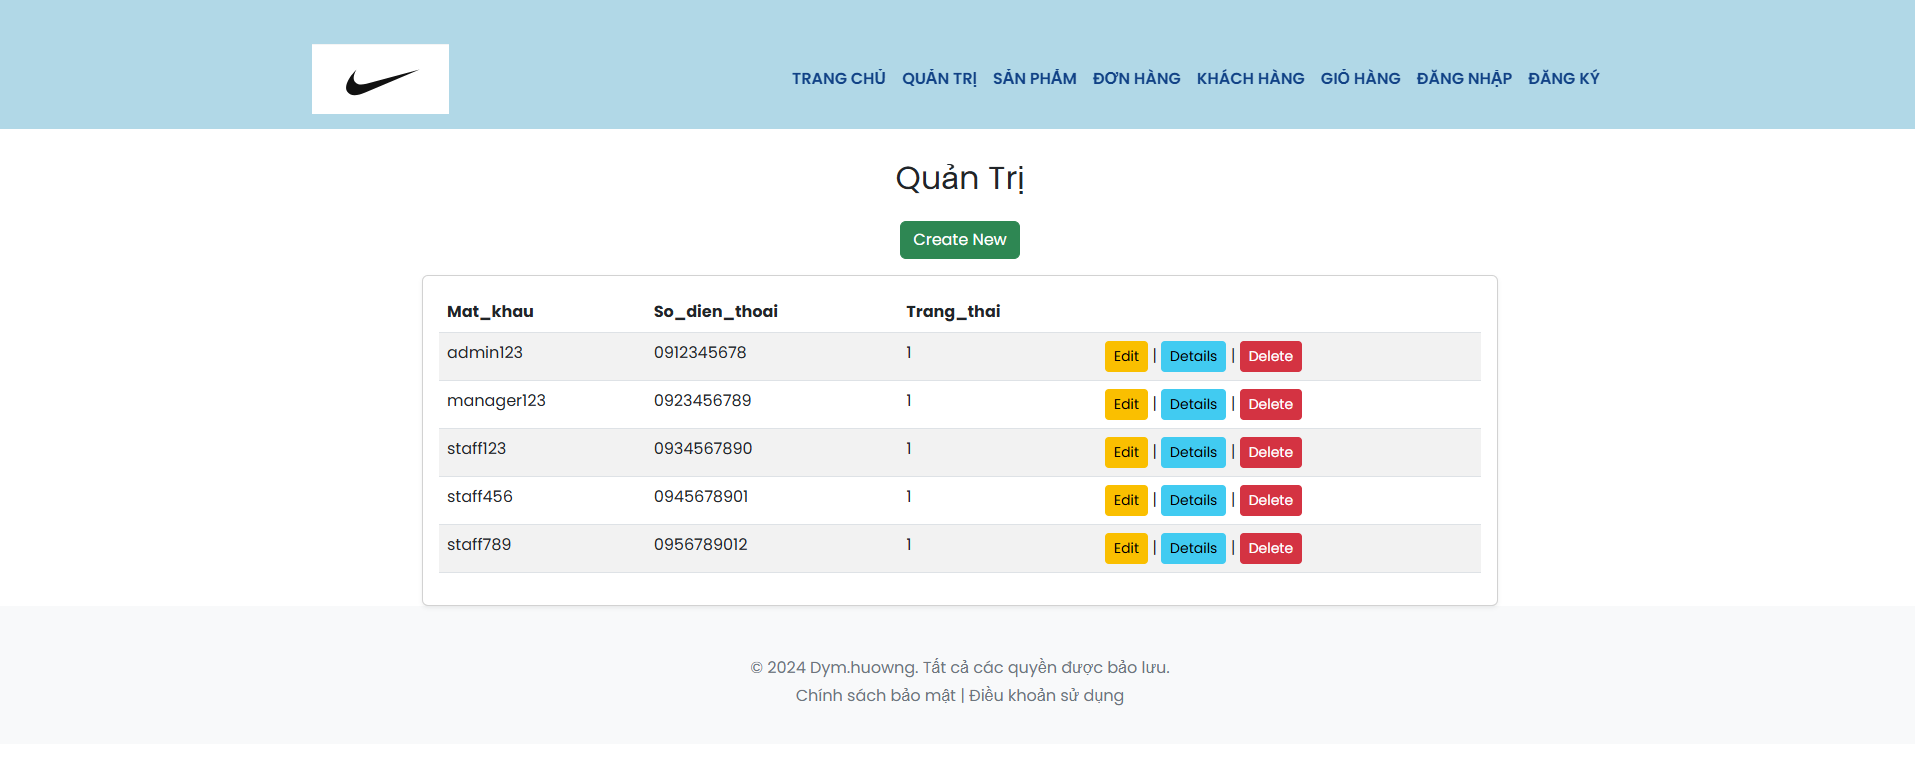 TRANG CHỦ QUẢN TRỊ SẢN PHẨM ĐƠN HÀNG KHÁCH HÀNG GIỎ HÀNG ĐĂNG NHẬP ĐĂNG KÝ
Quản Trị
Create New
Mat_khau So_dien_thoai Trang_thai
admin123 0912345678 1 Edit | Details | Delete
manager123 0923456789 1 Edit | Details | Delete
staff123 0934567890 1 Edit | Details | Delete
staff456 0945678901 1 Edit | Details | Delete
staff789 0956789012 1 Edit | Details | Delete
© 2024 Dym.huowng. Tất cả các quyền được bảo lưu.
Chính sách bảo mật | Điều khoản sử dụng